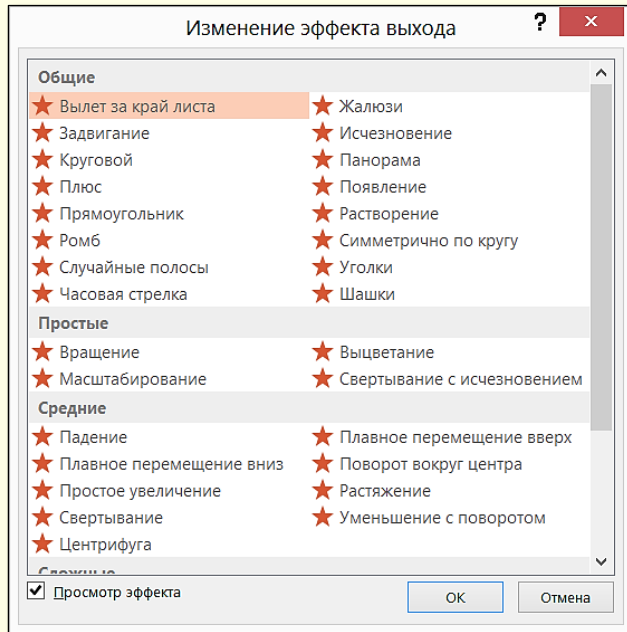 Изменение эффекта выхода ?
Общие
Вылет за край листа Жалюзи
Задвигание Исчезновение
Круговой Панорама
Плюс Появление
Прямоугольник Растворение
Ромб Симметрично по кругу
Случайные полосы Уголки
Часовая стрелка Шашки
Простые
Вращение Выцветание
Масштабирование Свертывание с исчезновением
Средние
Падение Плавное перемещение вверх
Плавное перемещение вниз Поворот вокруг центра
Простое увеличение Растяжение
Свертывание Уменьшение с поворотом
Центрифуга
Сложные
Просмотр эффекта ОК Отмена